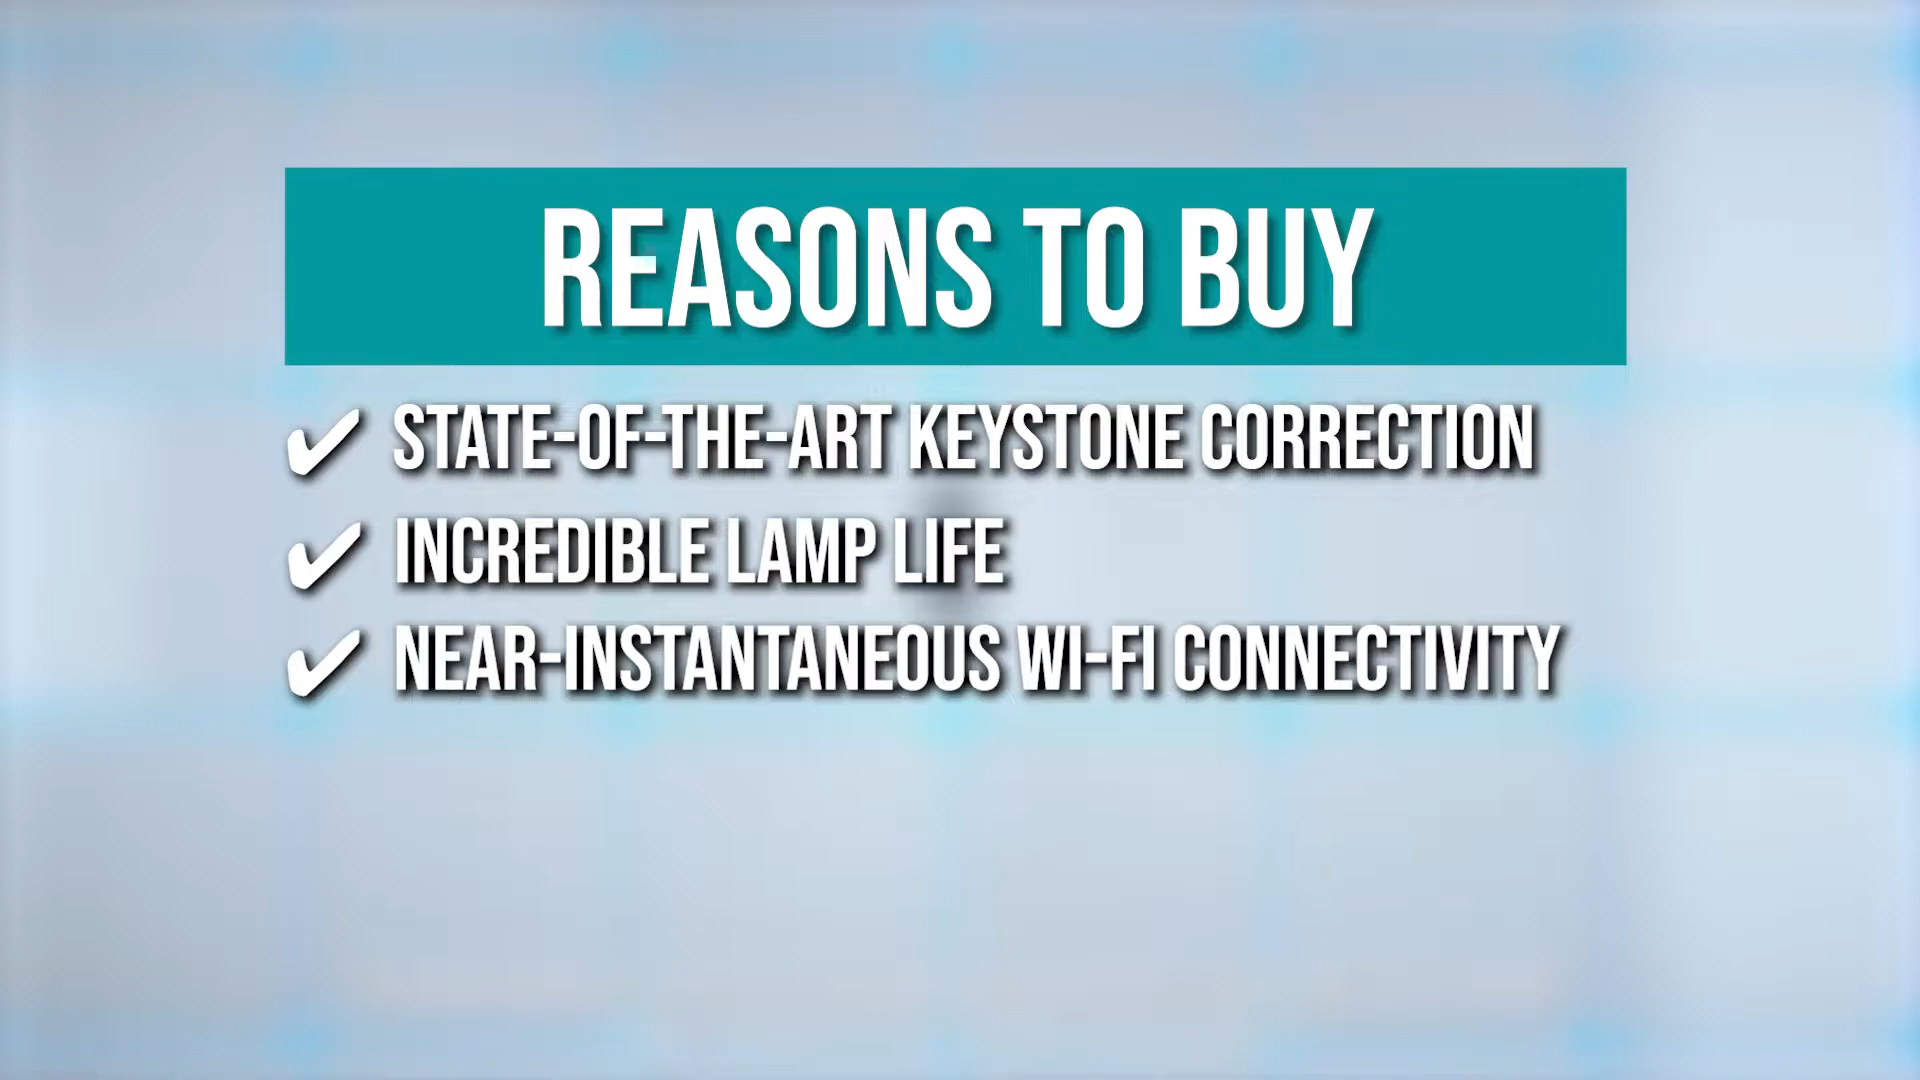 REASONS TO BUY
✔ STATE-OF-THE-ART KEYSTONE CORRECTION
✔ INCREDIBLE LAMP LIFE
✔ NEAR-INSTANTANEOUS WI-FI CONNECTIVITY